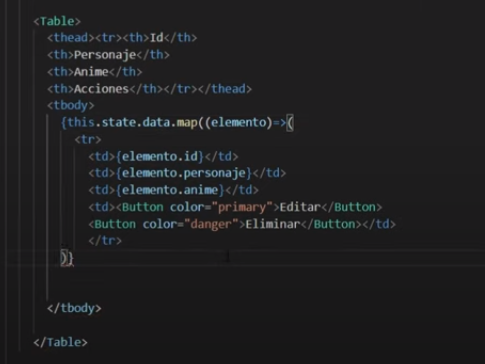 <Table>
<thead><tr><th>Id</th>
<th>Personaje</th>
<th>Anime</th>
<th>Acciones</th></tr></thead>
<tbody>
{this.state.data.map((elemento)=>(
<tr>
<td>{elemento.id}</td>
<td>{elemento.personaje}</td>
<td>{elemento.anime}</td>
<td><Button color="primary">Editar</Button>
<Button color="danger">Eliminar</Button></td>
</tr>
)}
</tbody>
</Table>